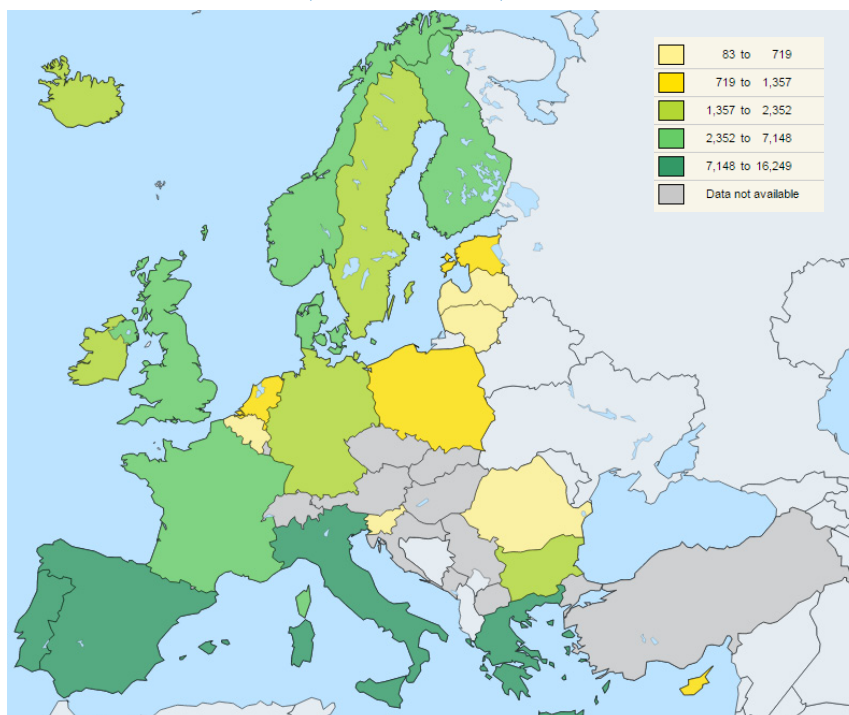 83 to 719
719 to 1,357
1,357 to 2,352
2,352 to 7,148
7,148 to 16,249
Data not available